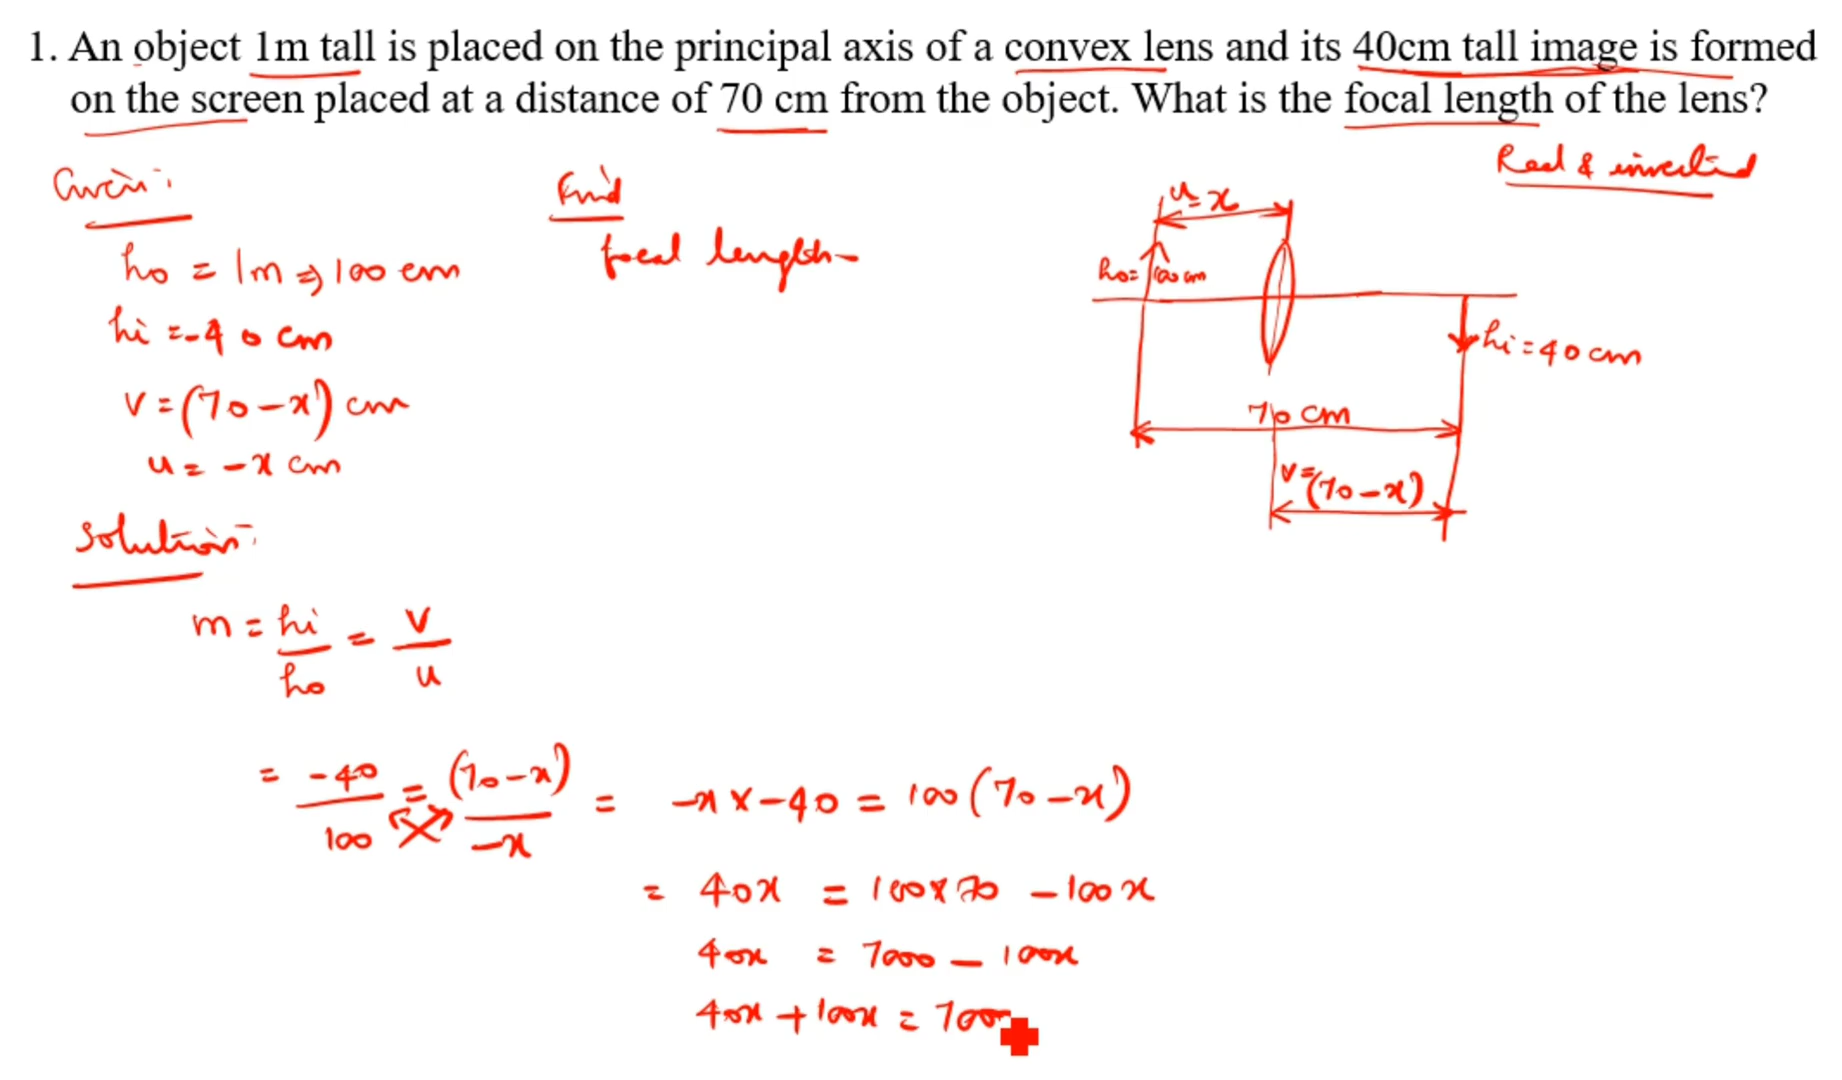 1. An object 1m tall is placed on the principal axis of a convex lens and its 40cm tall image is formed
on the screen placed at a distance of 70 cm from the object. What is the focal length of the lens?
Real & inverted
Given:
Find
u=x
ho = 1m ⇒ 100 cm
focal length-
ho= 100 cm
hi =-40 cm
hi=40 cm
v=(70-x) cm
70 cm
u = -x cm
v=(70-x)
Solution:
m = hi/ho = v/u
= -40/100 = (70-x)/-x = -x x -40 = 100 (70-x)
= 40x = 100x70 - 100x
40x = 7000 - 100x
40x + 100x = 7000